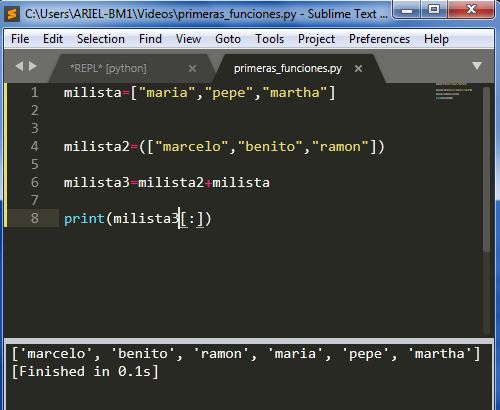 C:\Users\ARIEL-BM1\Videos\primeras_funciones.py - Sublime Text ...
File Edit Selection Find View Goto Tools Project Preferences Help
*REPL* [python] × primeras_funciones.py ×
1 milista=["maria","pepe","martha"]
2
3
4 milista2=(["marcelo","benito","ramon"])
5
6 milista3=milista2+milista
7
8 print(milista3[:])
['marcelo', 'benito', 'ramon', 'maria', 'pepe', 'martha']
[Finished in 0.1s]